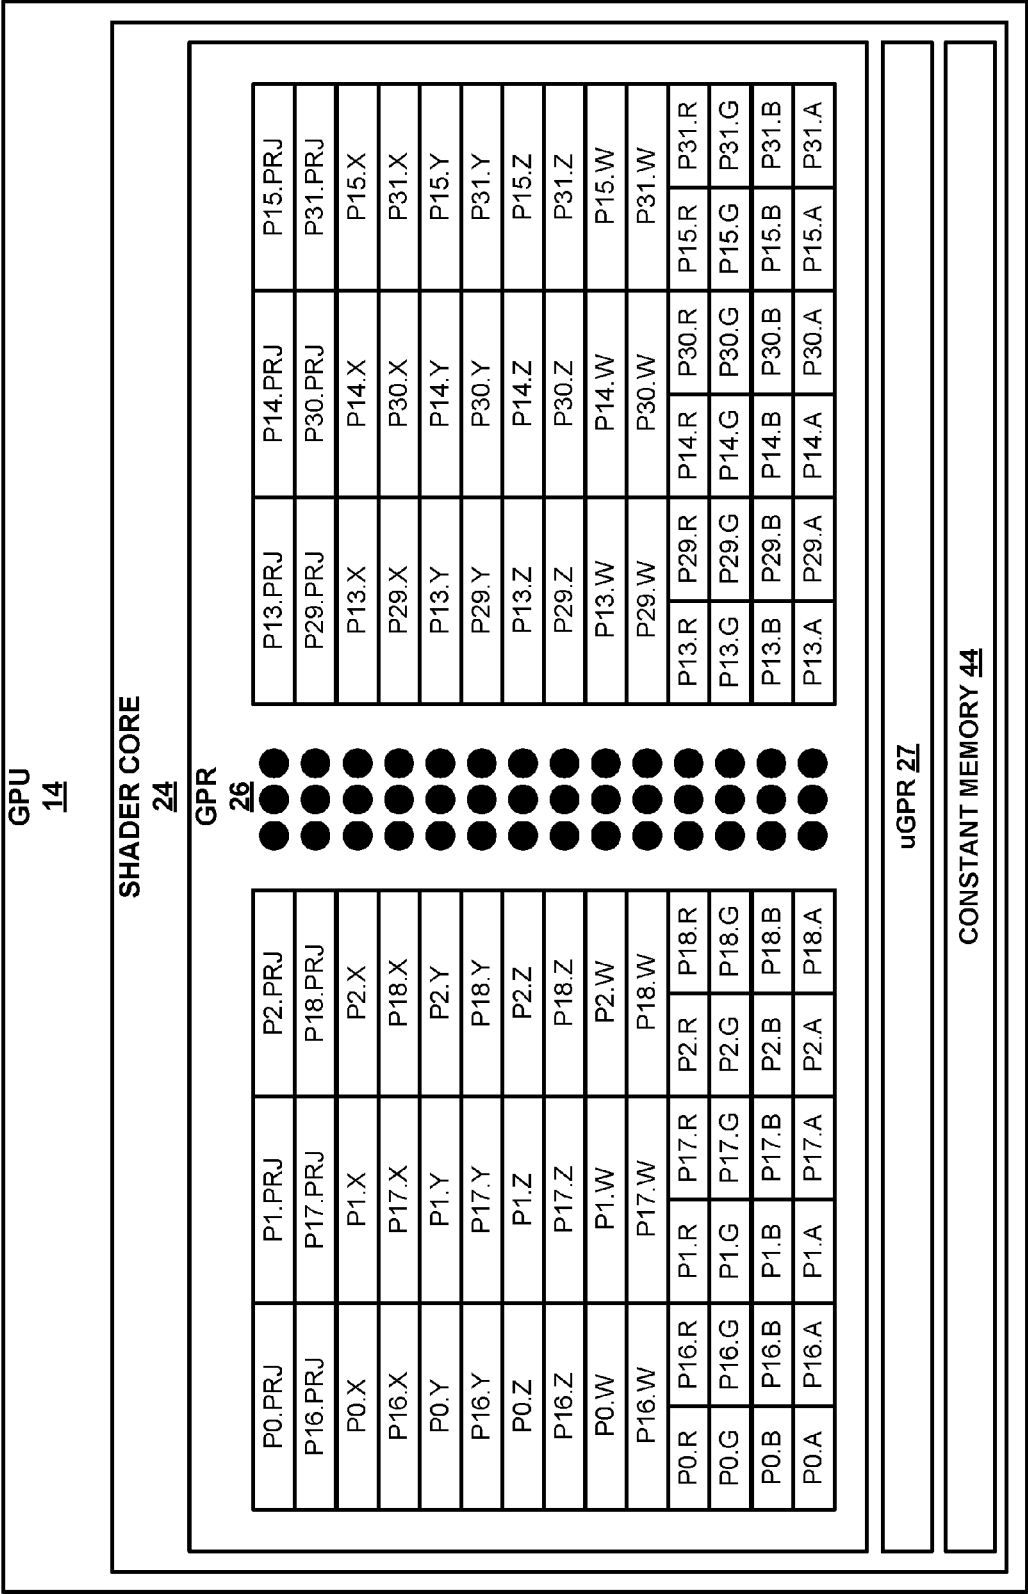 GPU
14
SHADER CORE
24
GPR
26
P0.PRJ P1.PRJ P2.PRJ P13.PRJ P14.PRJ P15.PRJ
P16.PRJ P17.PRJ P18.PRJ P29.PRJ P30.PRJ P31.PRJ
P0.X P1.X P2.X P13.X P14.X P15.X
P16.X P17.X P18.X P29.X P30.X P31.X
P0.Y P1.Y P2.Y P13.Y P14.Y P15.Y
P16.Y P17.Y P18.Y P29.Y P30.Y P31.Y
P0.Z P1.Z P2.Z P13.Z P14.Z P15.Z
P16.Z P17.Z P18.Z P29.Z P30.Z P31.Z
P0.W P1.W P2.W P13.W P14.W P15.W
P16.W P17.W P18.W P29.W P30.W P31.W
P0.R P16.R P1.R P17.R P2.R P18.R P13.R P29.R P14.R P30.R P15.R P31.R
P0.G P16.G P1.G P17.G P2.G P18.G P13.G P29.G P14.G P30.G P15.G P31.G
P0.B P16.B P1.B P17.B P2.B P18.B P13.B P29.B P14.B P30.B P15.B P31.B
P0.A P16.A P1.A P17.A P2.A P18.A P13.A P29.A P14.A P30.A P15.A P31.A
uGPR 27
CONSTANT MEMORY 44